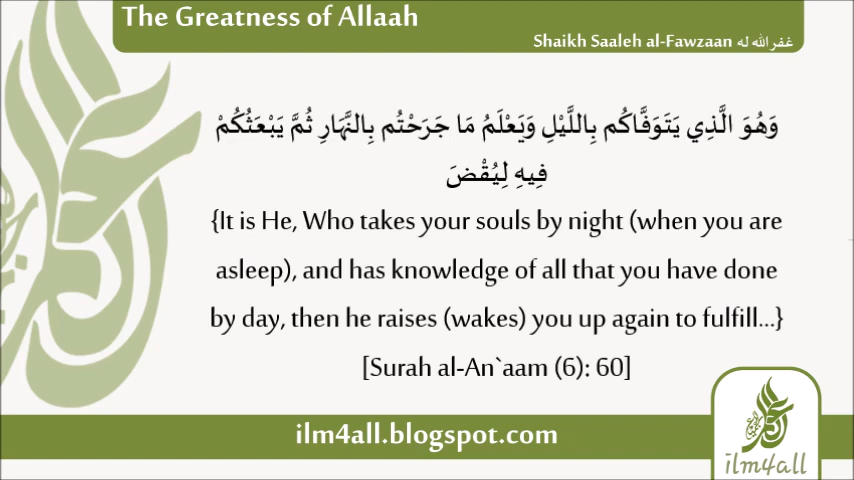 The Greatness of Allaah
Shaikh Saaleh al-Fawzaan غفر الله له
وَهُوَ الَّذِي يَتَوَفَّاكُم بِاللَّيْلِ وَيَعْلَمُ مَا جَرَحْتُم بِالنَّهَارِ ثُمَّ يَبْعَثُكُمْ
فِيهِ لِيُقْضَ
{It is He, Who takes your souls by night (when you are
asleep), and has knowledge of all that you have done
by day, then he raises (wakes) you up again to fulfill...}
[Surah al-An`aam (6): 60]
ilm4all.blogspot.com
ilm4all